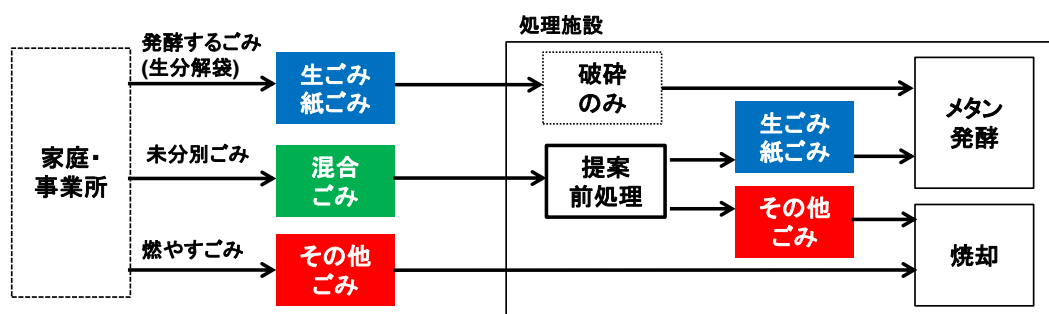 処理施設
発酵するごみ
(生分解袋)
生ごみ
紙ごみ
破砕
のみ
メタン
発酵
家庭・
事業所
未分別ごみ
混合
ごみ
提案
前処理
生ごみ
紙ごみ
その他
ごみ
燃やすごみ
その他
ごみ
焼却